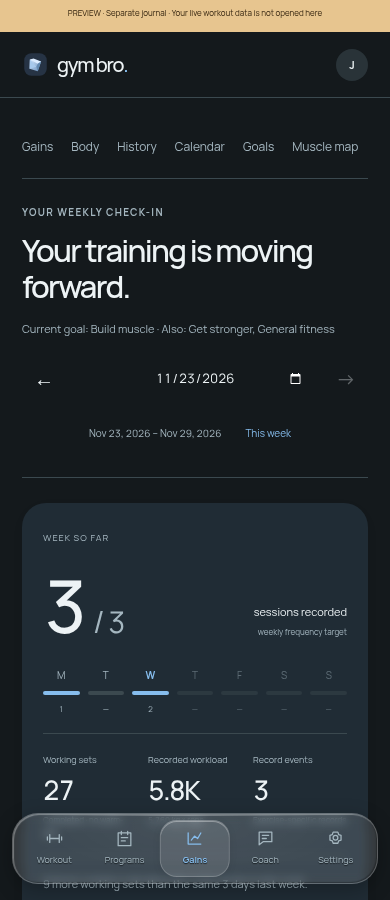 PREVIEW · Separate journal · Your live workout data is not opened here
gym bro.
J
Gains Body History Calendar Goals Muscle map
YOUR WEEKLY CHECK-IN
Your training is moving
forward.
Current goal: Build muscle · Also: Get stronger, General fitness
← 11/23/2026 →
Nov 23, 2026 – Nov 29, 2026 This week
WEEK SO FAR
3 / 3
sessions recorded
weekly frequency target
M T W T F S S
1 – 2 – – – –
Working sets Recorded workload Record events
27 5.8K 3
Workout Programs Gains Coach Settings
9 more working sets than the same 3 days last week.